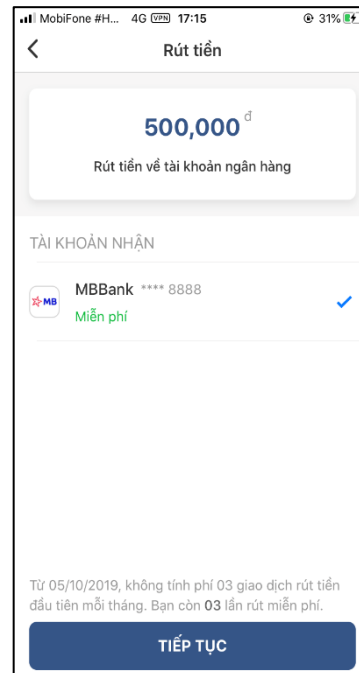 MobiFone #H... 4G VPN 17:15 31%
Rút tiền
500,000 đ
Rút tiền về tài khoản ngân hàng
TÀI KHOẢN NHẬN
MB
MBBank **** 8888
Miễn phí
Từ 05/10/2019, không tính phí 03 giao dịch rút tiền
đầu tiên mỗi tháng. Bạn còn 03 lần rút miễn phí.
TIẾP TỤC